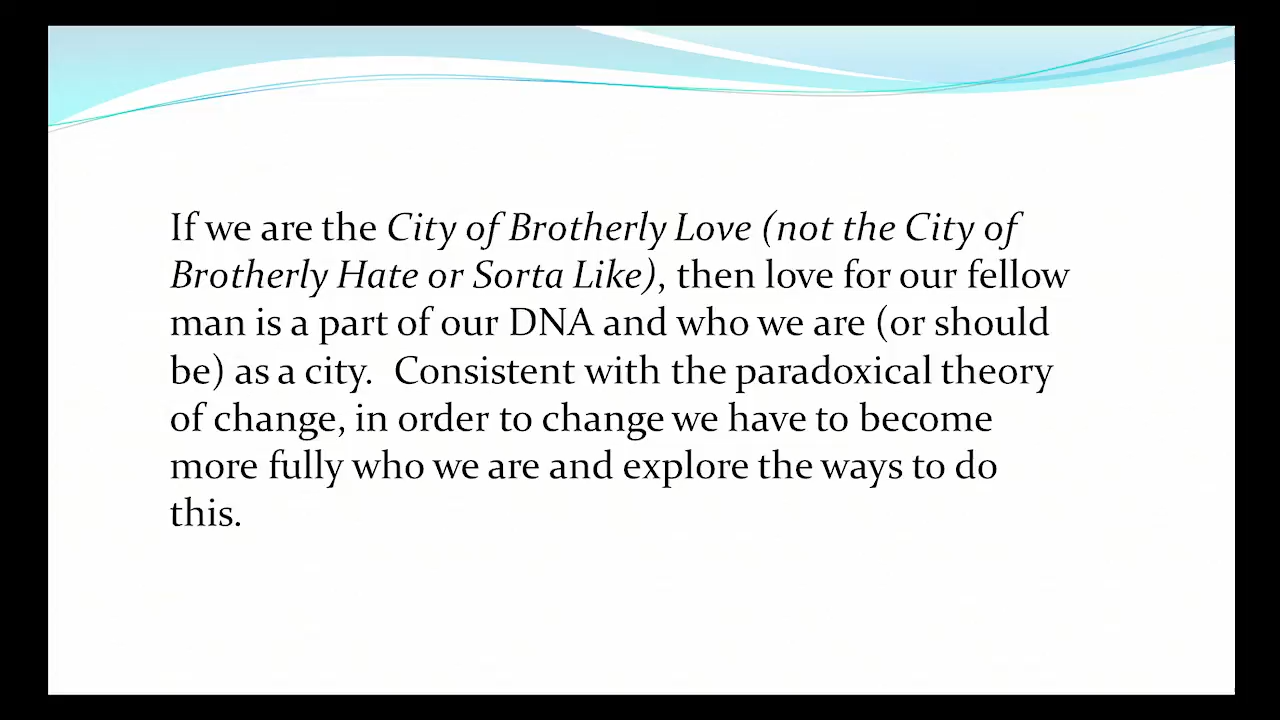 If we are the City of Brotherly Love (not the City of
Brotherly Hate or Sorta Like), then love for our fellow
man is a part of our DNA and who we are (or should
be) as a city.  Consistent with the paradoxical theory
of change, in order to change we have to become
more fully who we are and explore the ways to do
this.